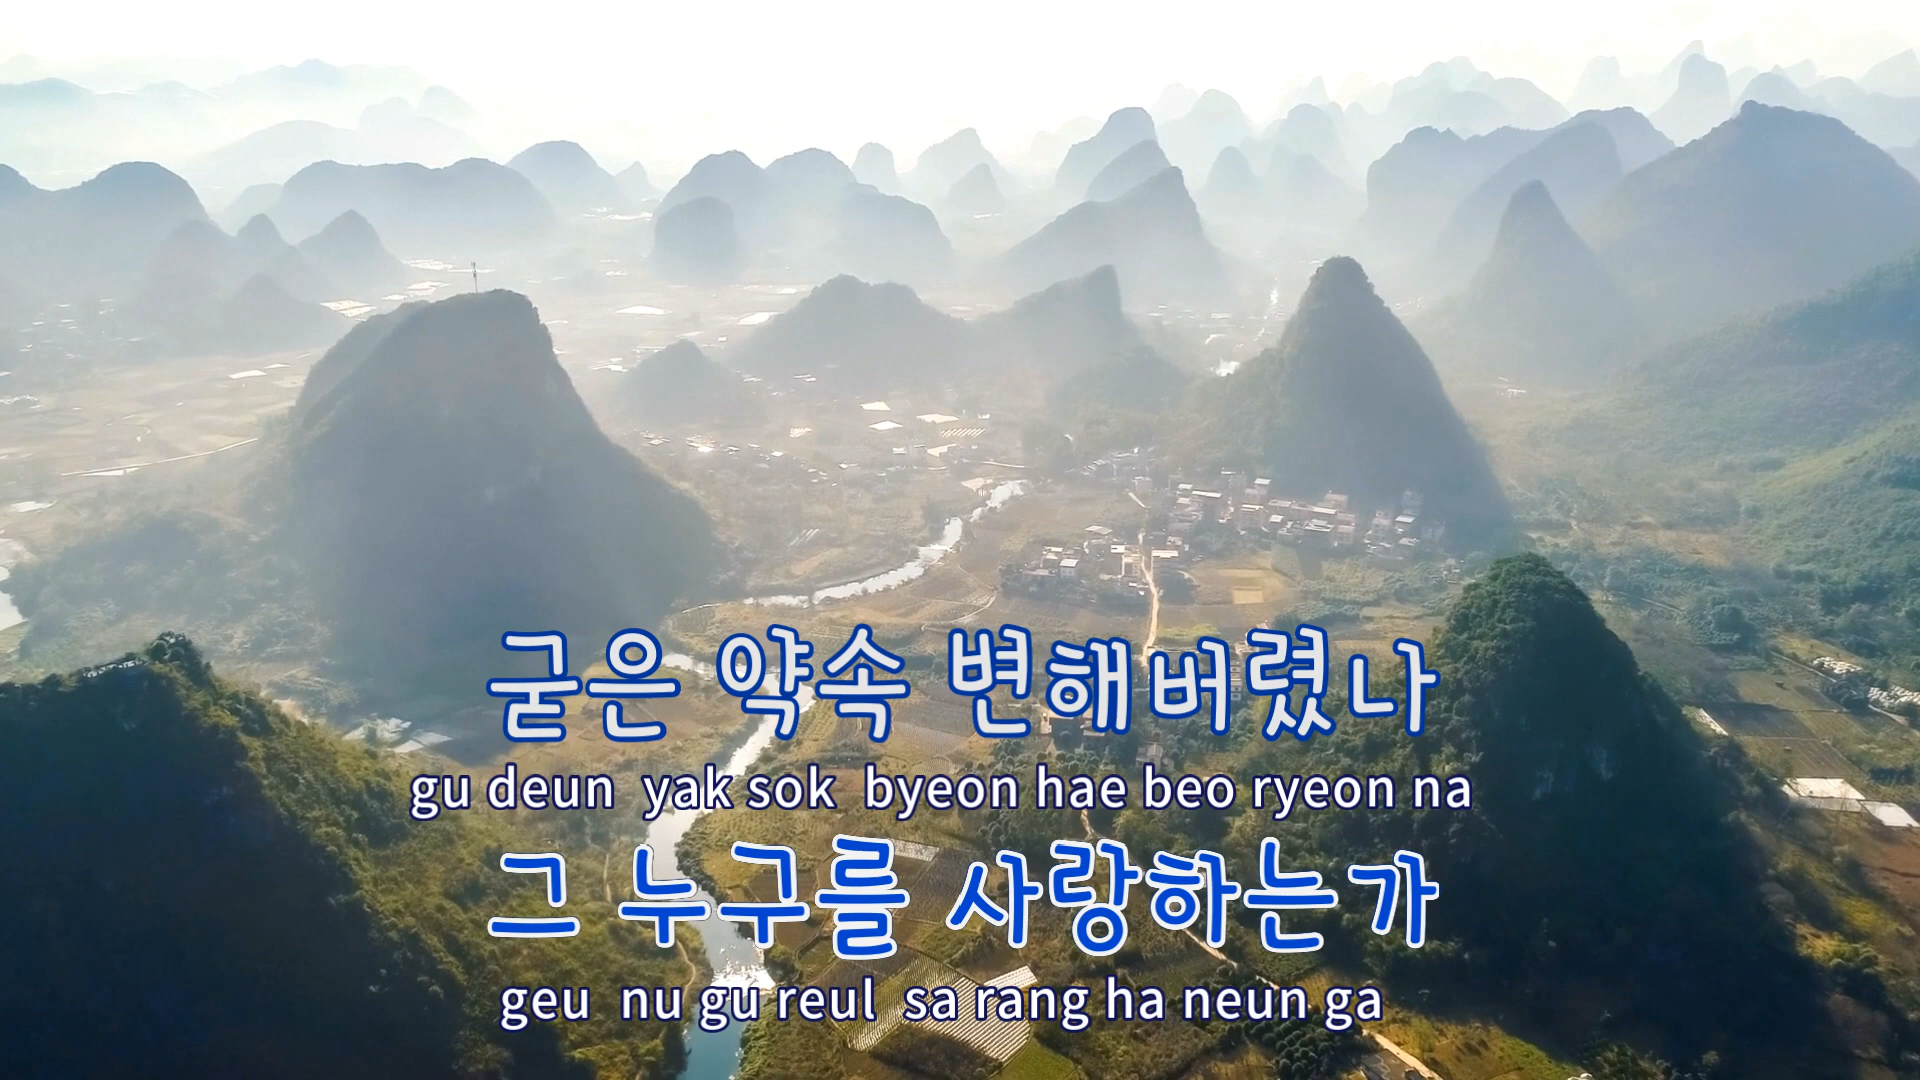 굳은 약속 변해버렸나
gu deun yak sok byeon hae beo ryeon na
그 누구를 사랑하는가
geu nu gu reul sa rang ha neun ga